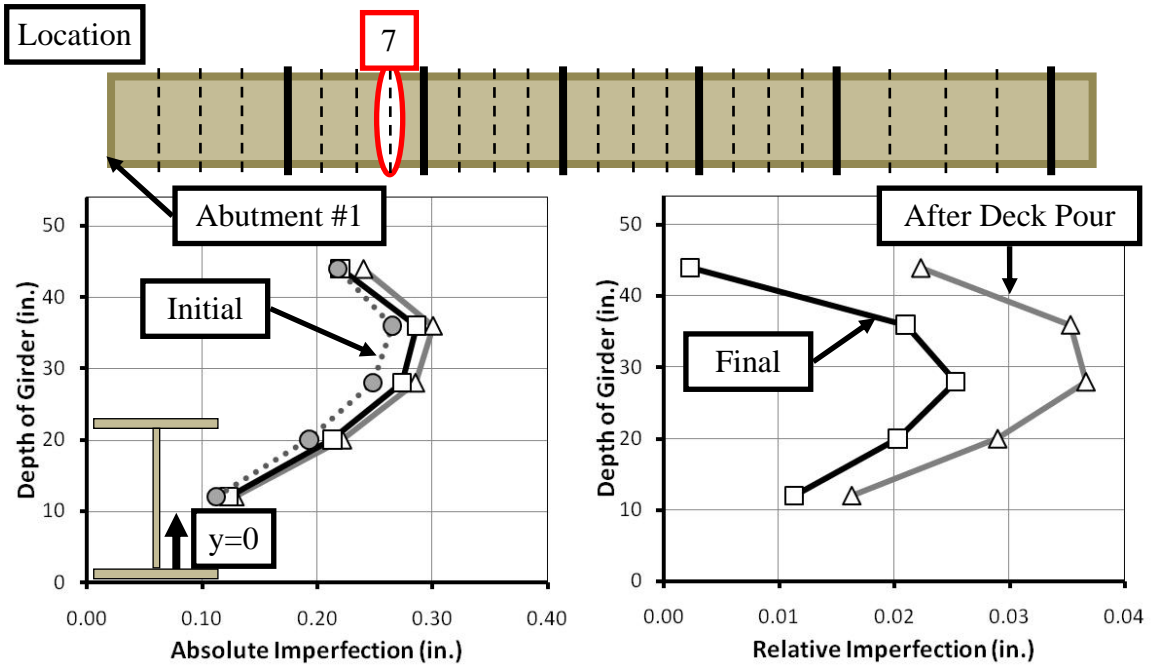 Location
7
Abutment #1
After Deck Pour
Initial
Final
y=0
Depth of Girder (in.)
50
40
30
20
10
0
0.00 0.10 0.20 0.30 0.40
Absolute Imperfection (in.)
Depth of Girder (in.)
50
40
30
20
10
0
0.00 0.01 0.02 0.03 0.04
Relative Imperfection (in.)